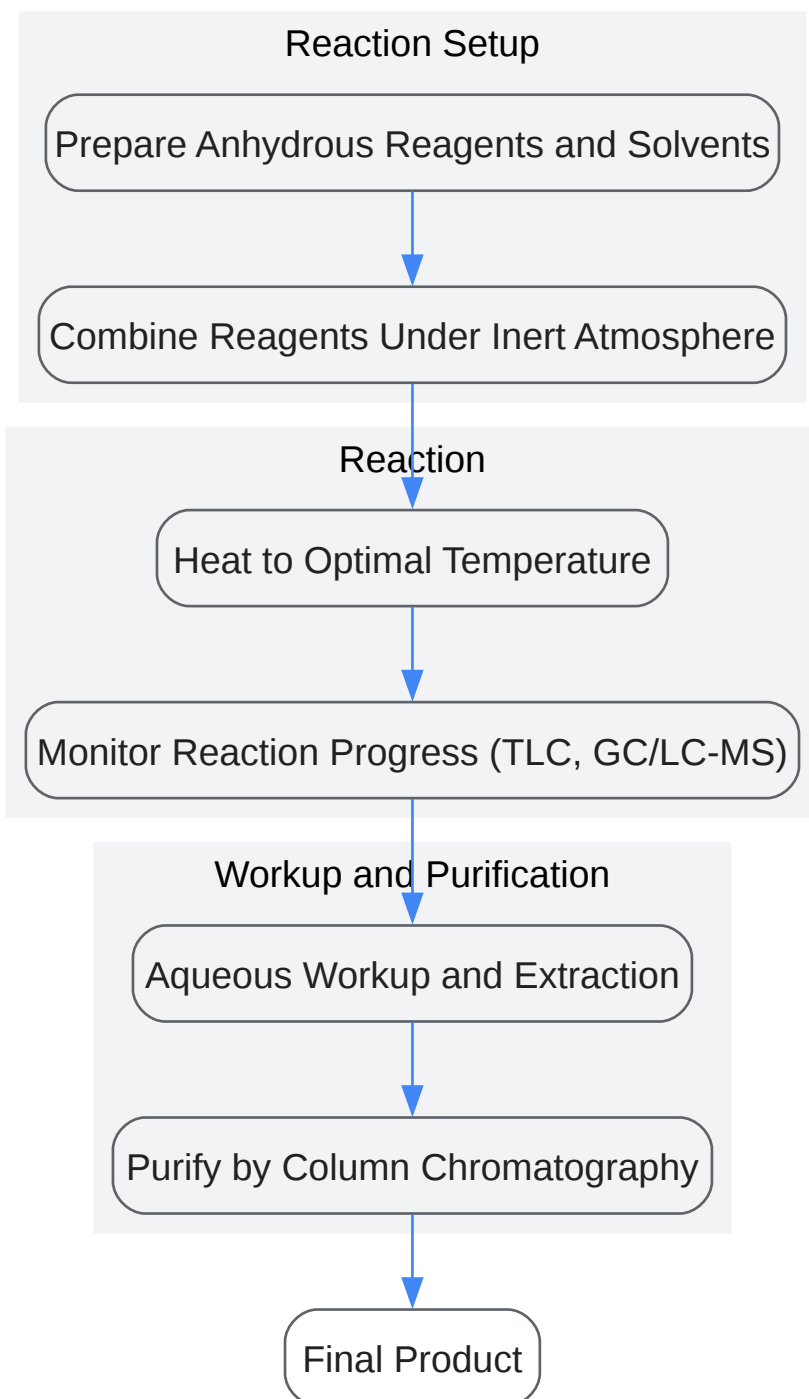 Reaction Setup
Prepare Anhydrous Reagents and Solvents
Combine Reagents Under Inert Atmosphere
Reaction
Heat to Optimal Temperature
Monitor Reaction Progress (TLC, GC/LC-MS)
Workup and Purification
Aqueous Workup and Extraction
Purify by Column Chromatography
Final Product